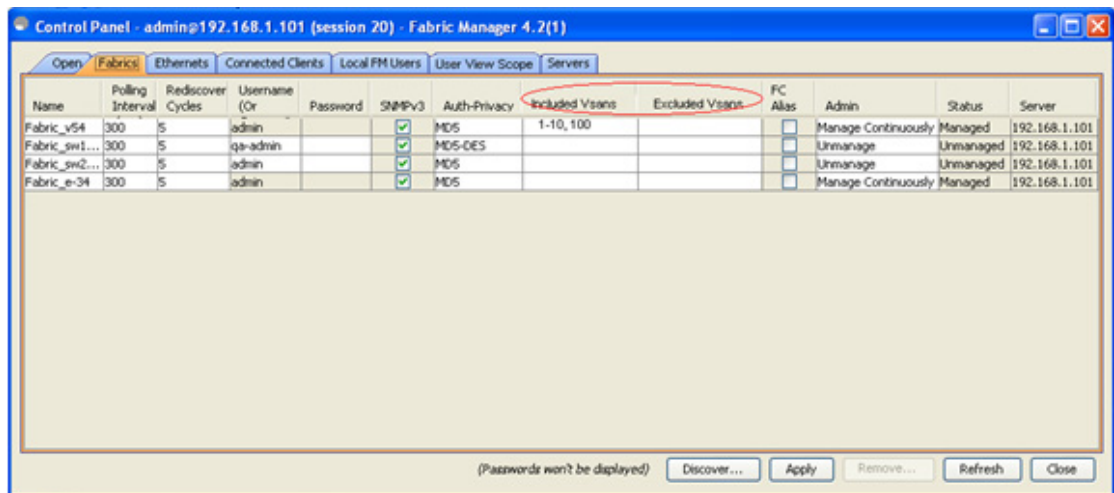 Control Panel - admin@192.168.1.101 (session 20) - Fabric Manager 4.2(1)
Open Fabrics Ethernets Connected Clients Local FM Users User View Scope Servers
Name Polling Interval Rediscover Cycles Username (Or Password SNMPv3 Auth-Privacy Included Vsans Excluded Vsans FC Alias Admin Status Server
Fabric_v54 300 5 admin MD5 1-10, 100 Manage Continuously Managed 192.168.1.101
Fabric_sw1... 300 5 qa-admin MD5-DES Unmanage Unmanaged 192.168.1.101
Fabric_sw2... 300 5 admin MD5 Unmanage Unmanaged 192.168.1.101
Fabric_e-34 300 5 admin MD5 Manage Continuously Managed 192.168.1.101
(Passwords won't be displayed) Discover... Apply Remove... Refresh Close